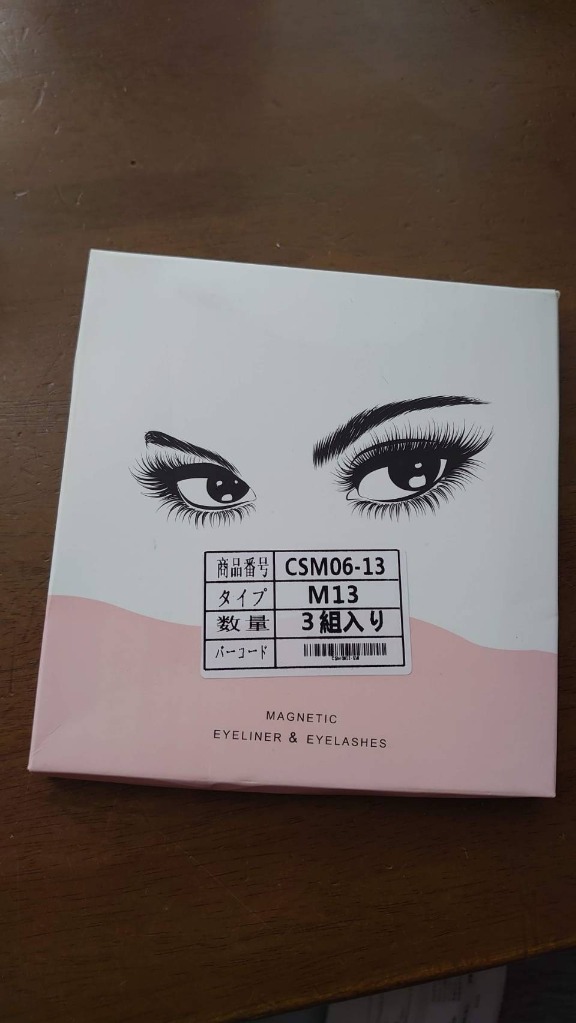 商品番号 CSM06-13
タイプ M13
数量 3組入り
バーコード
MAGNETIC
EYELINER & EYELASHES